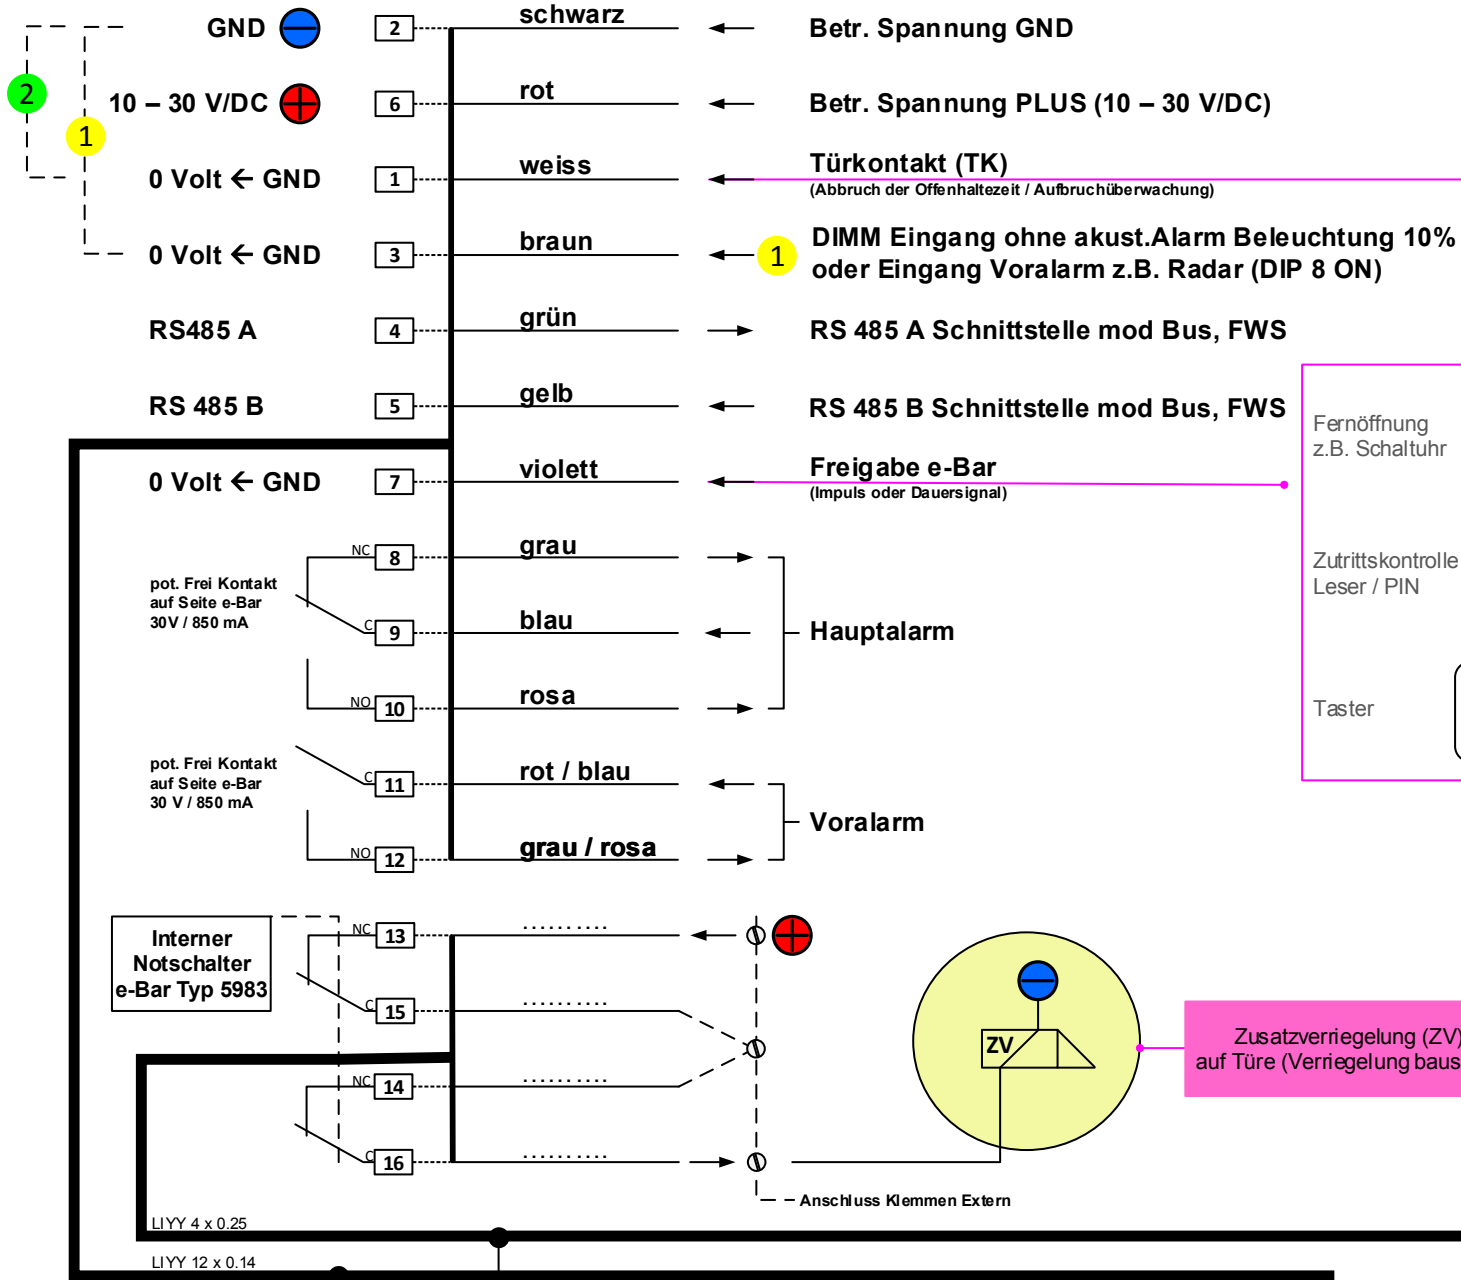 GND 2 schwarz Betr. Spannung GND
2
10 – 30 V/DC 6 rot Betr. Spannung PLUS (10 – 30 V/DC)
1
0 Volt ← GND 1 weiss Türkontakt (TK)
(Abbruch der Offenhaltezeit / Aufbruchüberwachung)
0 Volt ← GND 3 braun 1 DIMM Eingang ohne akust.Alarm Beleuchtung 10%
oder Eingang Voralarm z.B. Radar (DIP 8 ON)
RS485 A 4 grün RS 485 A Schnittstelle mod Bus, FWS
RS 485 B 5 gelb RS 485 B Schnittstelle mod Bus, FWS
Fernöffnung
z.B. Schaltuhr
0 Volt ← GND 7 violett Freigabe e-Bar
(Impuls oder Dauersignal)
NC 8 grau
Zutrittskontrolle
Leser / PIN
pot. Frei Kontakt
auf Seite e-Bar
30V / 850 mA
C 9 blau Hauptalarm
NO 10 rosa
Taster
pot. Frei Kontakt
auf Seite e-Bar
30 V / 850 mA
C 11 rot / blau
Voralarm
NO 12 grau / rosa
Interner
Notschalter
e-Bar Typ 5983
NC 13 .........
C 15 .........
ZV
Zusatzverriegelung (ZV)
auf Türe (Verriegelung baus
NC 14 .........
C 16 .........
Anschluss Klemmen Extern
LIYY 4 x 0.25
LIYY 12 x 0.14